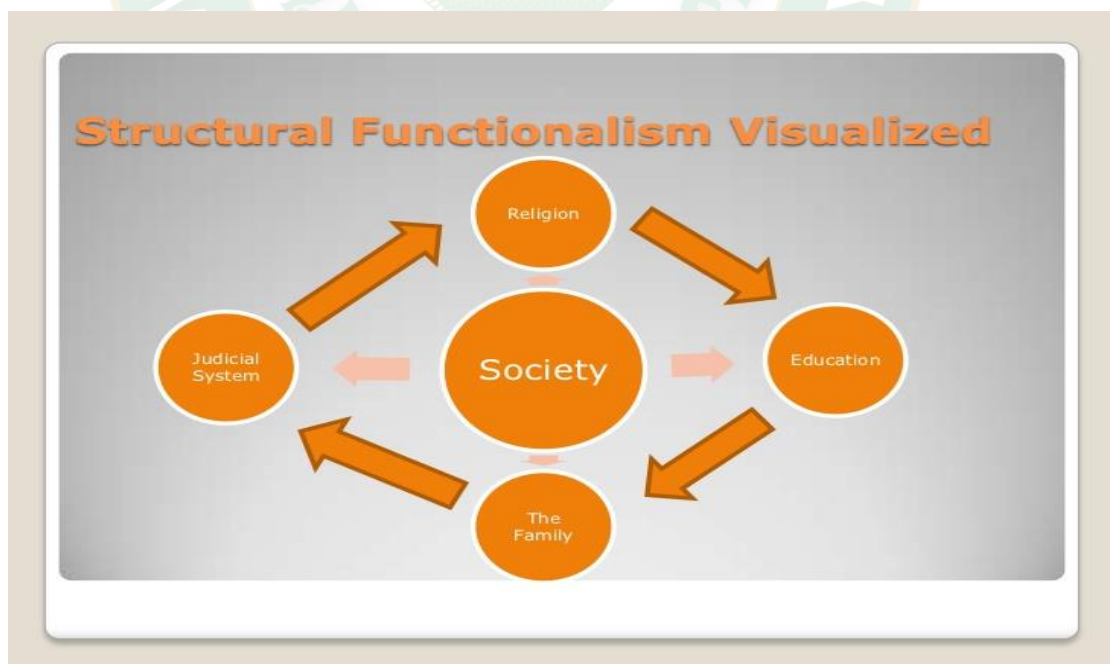 Structural Functionalism Visualized
Religion
Judicial
System
Society
Education
The
Family